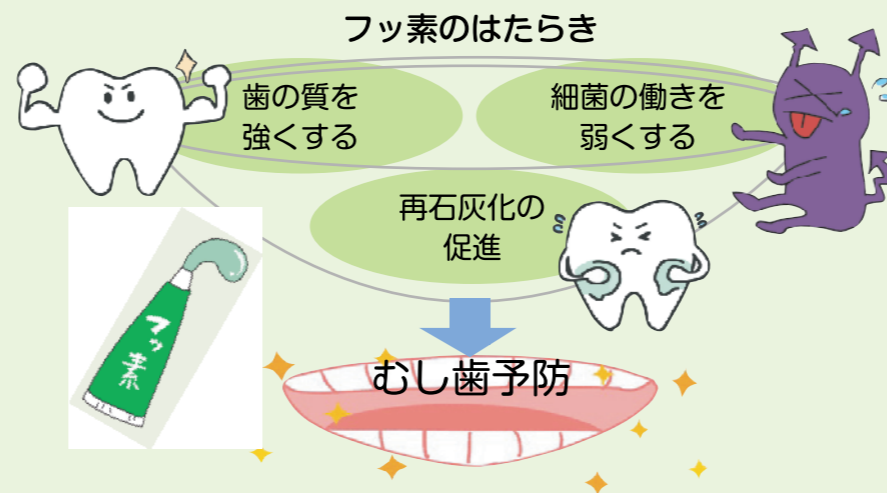 フッ素のはたらき
歯の質を
強くする
細菌の働きを
弱くする
再石灰化の
促進
フッ素
むし歯予防